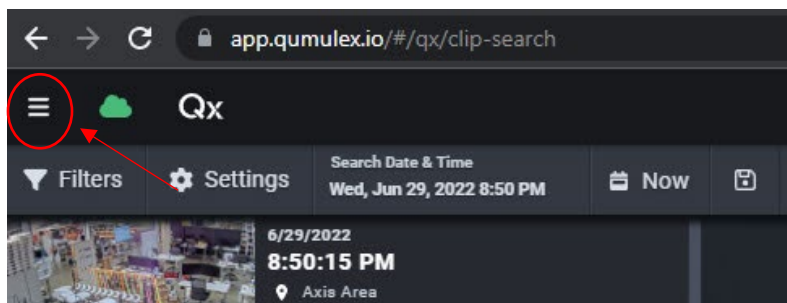 app.qumulex.io/#/qx/clip-search
Qx
Filters
Settings
Search Date & Time
Wed, Jun 29, 2022 8:50 PM
Now
6/29/2022
8:50:15 PM
Axis Area